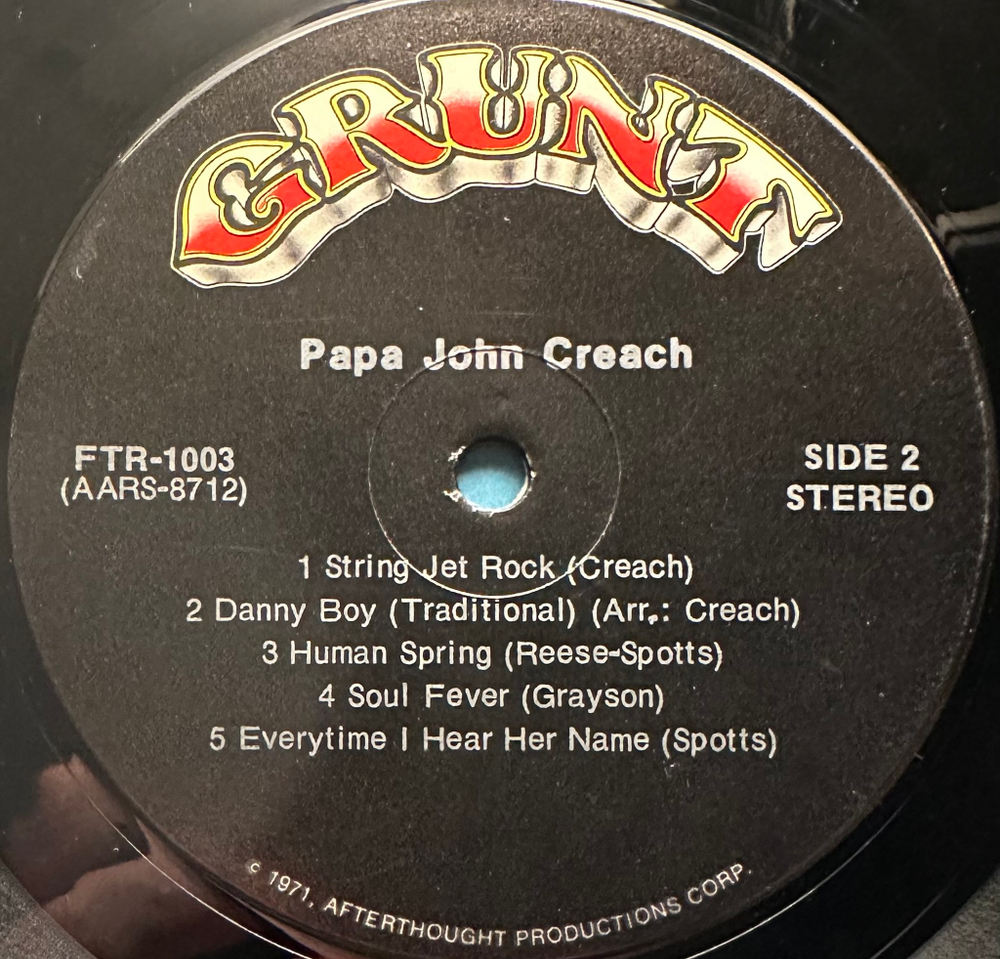 GRUNT
Papa John Creach
FTR-1003
(AARS-8712)
SIDE 2
STEREO
1 String Jet Rock (Creach)
2 Danny Boy (Traditional) (Arr.: Creach)
3 Human Spring (Reese-Spotts)
4 Soul Fever (Grayson)
5 Everytime I Hear Her Name (Spotts)
© 1971, AFTERTHOUGHT PRODUCTIONS CORP.